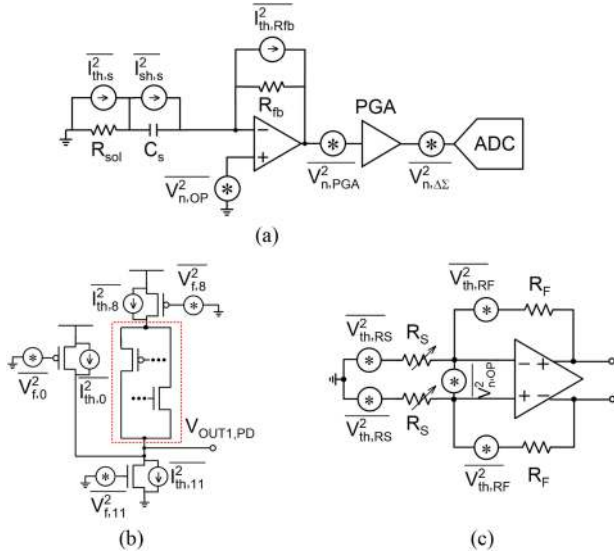 I²th,s I²sh,s I²th,Rfb
Rfb
PGA
ADC
Rsol Cs
V²n,OP V²n,PGA V²n,ΔΣ
(a)
I²th,8 V²f,8
V²f,0 I²th,0
VOUT1,PD
V²f,11 I²th,11
(b)
V²th,RF RF
V²th,RS RS
V²n,OP
V²th,RS RS
V²th,RF RF
(c)